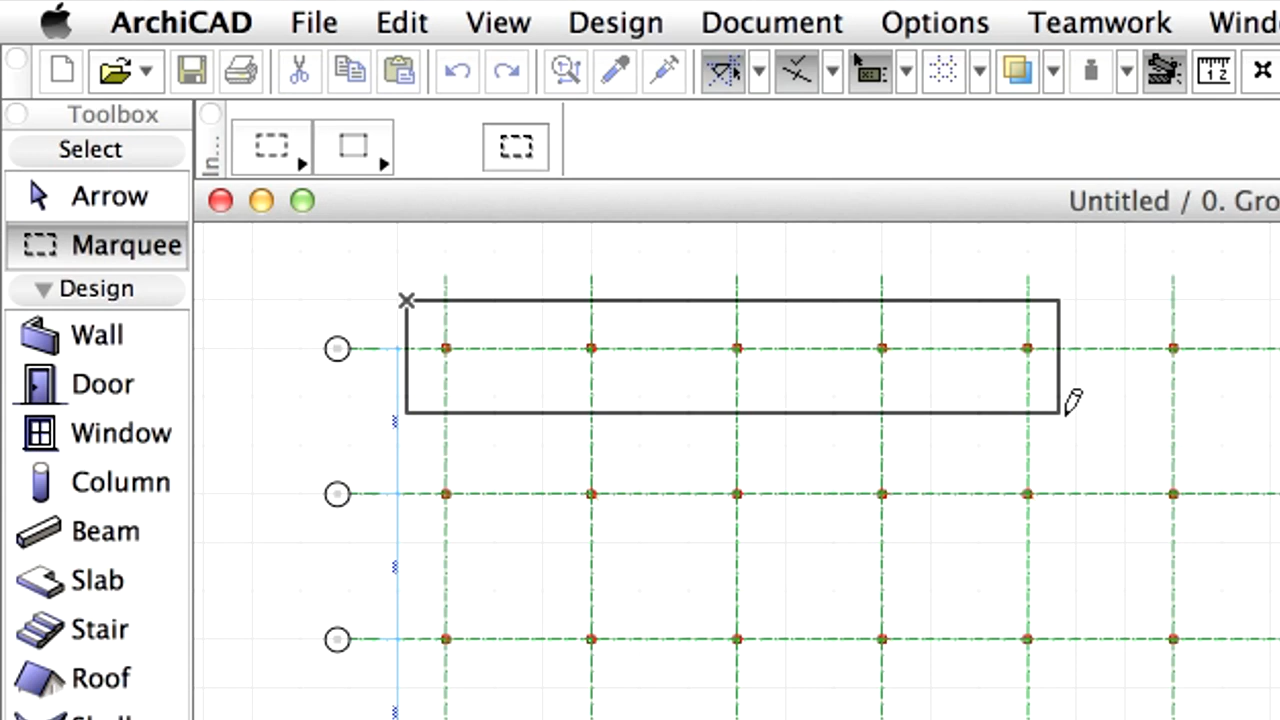 ArchiCAD File Edit View Design Document Options Teamwork Wind
Toolbox
Select
Arrow
Untitled / 0. Gro
Marquee
Design
Wall
Door
Window
Column
Beam
Slab
Stair
Roof